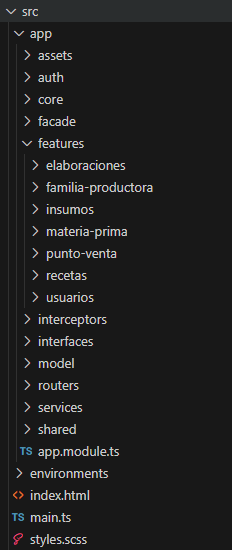 src
app
assets
auth
core
facade
features
elaboraciones
familia-productora
insumos
materia-prima
punto-venta
recetas
usuarios
interceptors
interfaces
model
routers
services
shared
TS app.module.ts
environments
index.html
TS main.ts
styles.scss